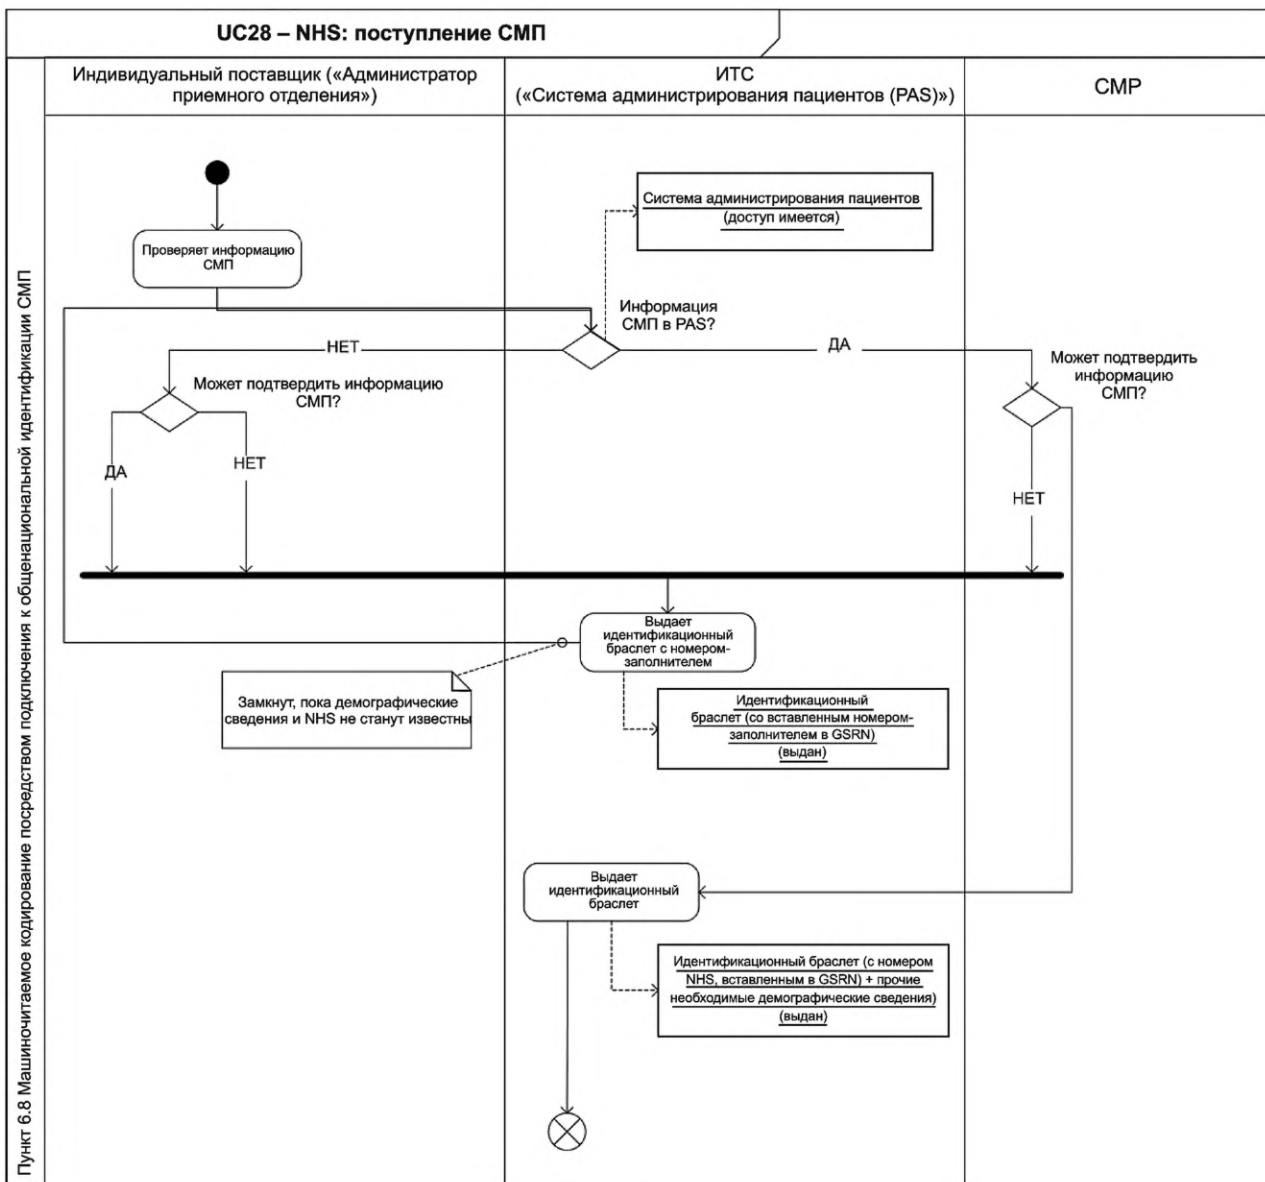 UC28 – NHS: поступление СМП
Пункт 6.8 Машиночитаемое кодирование посредством подключения к общенациональной идентификации СМП
Индивидуальный поставщик («Администратор
приемного отделения»)
ИТС
(«Система администрирования пациентов (PAS)»)
СМР
Система администрирования пациентов
(доступ имеется)
Проверяет информацию
СМП
Информация
СМП в PAS?
НЕТ
ДА
Может подтвердить информацию
СМП?
Может подтвердить
информацию
СМП?
ДА
НЕТ
НЕТ
Выдает
идентификационный
браслет с номером-
заполнителем
Замкнут, пока демографические
сведения и NHS не станут известны
Идентификационный
браслет (со вставленным номером-
заполнителем в GSRN)
(выдан)
Выдает
идентификационный
браслет
Идентификационный браслет (с номером
NHS, вставленным в GSRN) + прочие
необходимые демографические сведения)
(выдан)